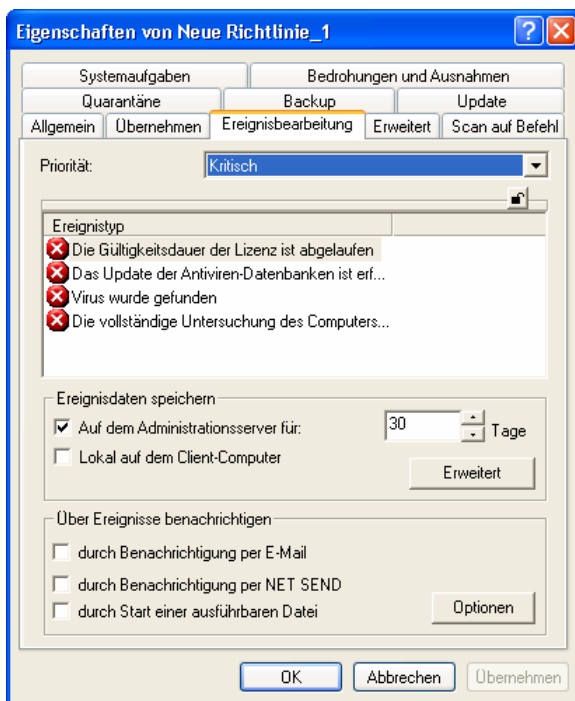 Eigenschaften von Neue Richtlinie_1
Systemaufgaben Bedrohungen und Ausnahmen
Quarantäne Backup Update
Allgemein Übernehmen Ereignisbearbeitung Erweitert Scan auf Befehl
Priorität: Kritisch
Ereignistyp
Die Gültigkeitsdauer der Lizenz ist abgelaufen
Das Update der Antiviren-Datenbanken ist erf...
Virus wurde gefunden
Die vollständige Untersuchung des Computers...
Ereignisdaten speichern
Auf dem Administrationsserver für: 30 Tage
Lokal auf dem Client-Computer
Erweitert
Über Ereignisse benachrichtigen
durch Benachrichtigung per E-Mail
durch Benachrichtigung per NET SEND
durch Start einer ausführbaren Datei Optionen
OK Abbrechen Übernehmen